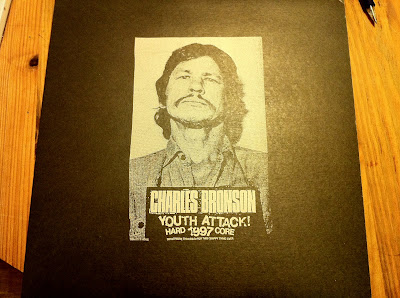 CHARLES BRONSON
YOUTH ATTACK!
HARD 1997 CORE